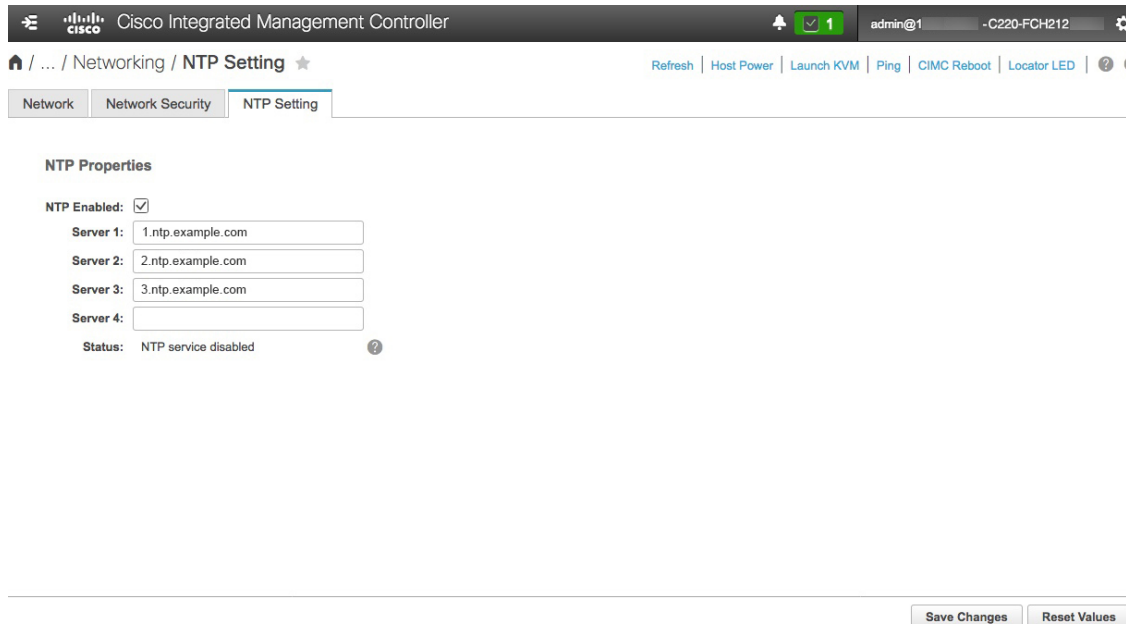 cisco Cisco Integrated Management Controller 1 admin@1 -C220-FCH212
/ ... / Networking / NTP Setting Refresh | Host Power | Launch KVM | Ping | CIMC Reboot | Locator LED | ?
Network Network Security NTP Setting
NTP Properties
NTP Enabled:
Server 1: 1.ntp.example.com
Server 2: 2.ntp.example.com
Server 3: 3.ntp.example.com
Server 4:
Status: NTP service disabled ?
Save Changes Reset Values